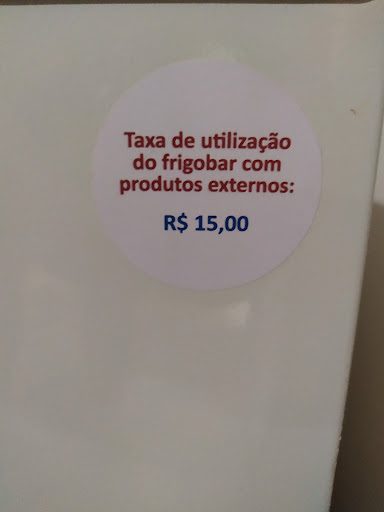 Taxa de utilização
do frigobar com
produtos externos:
R$ 15,00